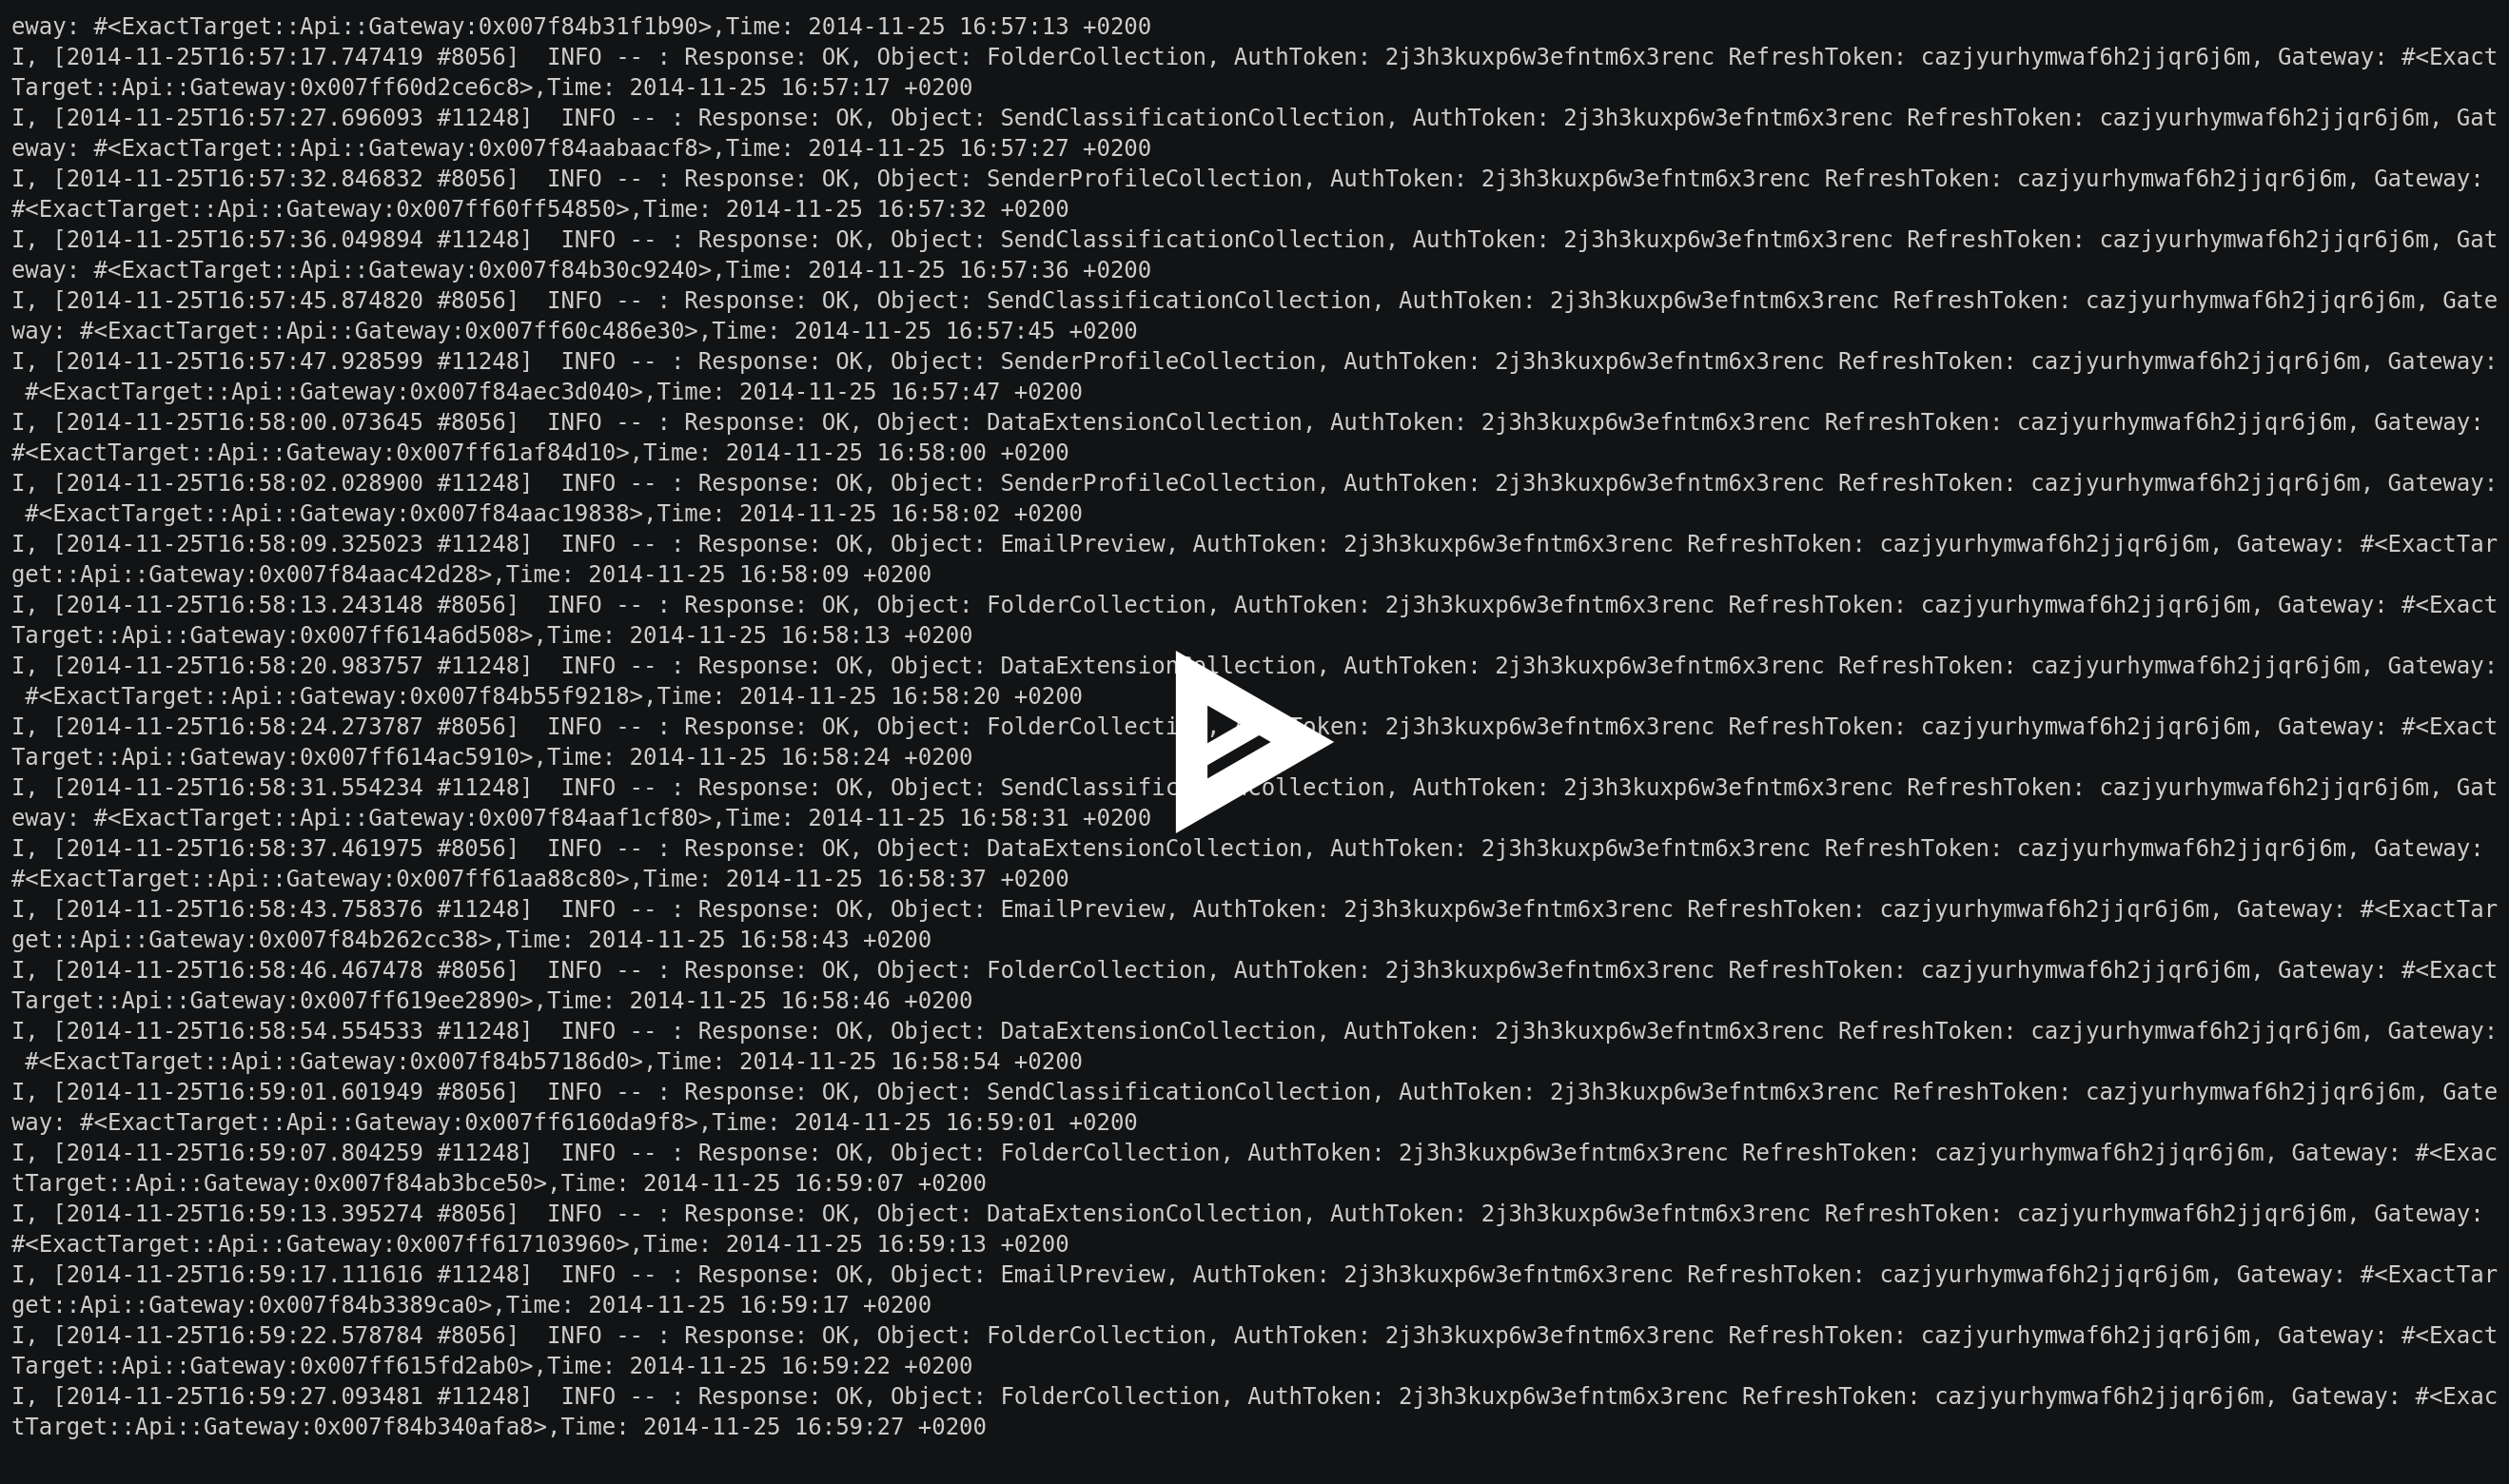 eway: #<ExactTarget::Api::Gateway:0x007f84b31f1b90>,Time: 2014-11-25 16:57:13 +0200
I, [2014-11-25T16:57:17.747419 #8056]  INFO -- : Response: OK, Object: FolderCollection, AuthToken: 2j3h3kuxp6w3efntm6x3renc RefreshToken: cazjyurhymwaf6h2jjqr6j6m, Gateway: #<Exact
Target::Api::Gateway:0x007ff60d2ce6c8>,Time: 2014-11-25 16:57:17 +0200
I, [2014-11-25T16:57:27.696093 #11248]  INFO -- : Response: OK, Object: SendClassificationCollection, AuthToken: 2j3h3kuxp6w3efntm6x3renc RefreshToken: cazjyurhymwaf6h2jjqr6j6m, Gat
eway: #<ExactTarget::Api::Gateway:0x007f84aabaacf8>,Time: 2014-11-25 16:57:27 +0200
I, [2014-11-25T16:57:32.846832 #8056]  INFO -- : Response: OK, Object: SenderProfileCollection, AuthToken: 2j3h3kuxp6w3efntm6x3renc RefreshToken: cazjyurhymwaf6h2jjqr6j6m, Gateway:
#<ExactTarget::Api::Gateway:0x007ff60ff54850>,Time: 2014-11-25 16:57:32 +0200
I, [2014-11-25T16:57:36.049894 #11248]  INFO -- : Response: OK, Object: SendClassificationCollection, AuthToken: 2j3h3kuxp6w3efntm6x3renc RefreshToken: cazjyurhymwaf6h2jjqr6j6m, Gat
eway: #<ExactTarget::Api::Gateway:0x007f84b30c9240>,Time: 2014-11-25 16:57:36 +0200
I, [2014-11-25T16:57:45.874820 #8056]  INFO -- : Response: OK, Object: SendClassificationCollection, AuthToken: 2j3h3kuxp6w3efntm6x3renc RefreshToken: cazjyurhymwaf6h2jjqr6j6m, Gate
way: #<ExactTarget::Api::Gateway:0x007ff60c486e30>,Time: 2014-11-25 16:57:45 +0200
I, [2014-11-25T16:57:47.928599 #11248]  INFO -- : Response: OK, Object: SenderProfileCollection, AuthToken: 2j3h3kuxp6w3efntm6x3renc RefreshToken: cazjyurhymwaf6h2jjqr6j6m, Gateway:
 #<ExactTarget::Api::Gateway:0x007f84aec3d040>,Time: 2014-11-25 16:57:47 +0200
I, [2014-11-25T16:58:00.073645 #8056]  INFO -- : Response: OK, Object: DataExtensionCollection, AuthToken: 2j3h3kuxp6w3efntm6x3renc RefreshToken: cazjyurhymwaf6h2jjqr6j6m, Gateway:
#<ExactTarget::Api::Gateway:0x007ff61af84d10>,Time: 2014-11-25 16:58:00 +0200
I, [2014-11-25T16:58:02.028900 #11248]  INFO -- : Response: OK, Object: SenderProfileCollection, AuthToken: 2j3h3kuxp6w3efntm6x3renc RefreshToken: cazjyurhymwaf6h2jjqr6j6m, Gateway:
 #<ExactTarget::Api::Gateway:0x007f84aac19838>,Time: 2014-11-25 16:58:02 +0200
I, [2014-11-25T16:58:09.325023 #11248]  INFO -- : Response: OK, Object: EmailPreview, AuthToken: 2j3h3kuxp6w3efntm6x3renc RefreshToken: cazjyurhymwaf6h2jjqr6j6m, Gateway: #<ExactTar
get::Api::Gateway:0x007f84aac42d28>,Time: 2014-11-25 16:58:09 +0200
I, [2014-11-25T16:58:13.243148 #8056]  INFO -- : Response: OK, Object: FolderCollection, AuthToken: 2j3h3kuxp6w3efntm6x3renc RefreshToken: cazjyurhymwaf6h2jjqr6j6m, Gateway: #<Exact
Target::Api::Gateway:0x007ff614a6d508>,Time: 2014-11-25 16:58:13 +0200
I, [2014-11-25T16:58:20.983757 #11248]  INFO -- : Response: OK, Object: AuthToken: 2j3h3kuxp6w3efntm6x3renc RefreshToken: cazjyurhymwaf6h2jjqr6j6m, Gateway:
 #<ExactTarget::Api::Gateway:0x007f84b55f9218>,Time: 2014-11-25 16:58:20 +0200
I, [2014-11-25T16:58:24.273787 #8056]  INFO -- : Response: OK, Object: 2j3h3kuxp6w3efntm6x3renc RefreshToken: cazjyurhymwaf6h2jjqr6j6m, Gateway: #<Exact
Target::Api::Gateway:0x007ff614ac5910>,Time: 2014-11-25 16:58:24 +0200
I, [2014-11-25T16:58:31.554234 #11248]  INFO -- : Response: OK, Object: AuthToken: 2j3h3kuxp6w3efntm6x3renc RefreshToken: cazjyurhymwaf6h2jjqr6j6m, Gat
eway: #<ExactTarget::Api::Gateway:0x007f84aaf1cf80>,Time: 2014-11-25 16:58:31 +0200
I, [2014-11-25T16:58:37.461975 #8056]  INFO -- : Response: OK, Object: DataExtensionCollection, AuthToken: 2j3h3kuxp6w3efntm6x3renc RefreshToken: cazjyurhymwaf6h2jjqr6j6m, Gateway:
#<ExactTarget::Api::Gateway:0x007ff61aa88c80>,Time: 2014-11-25 16:58:37 +0200
I, [2014-11-25T16:58:43.758376 #11248]  INFO -- : Response: OK, Object: EmailPreview, AuthToken: 2j3h3kuxp6w3efntm6x3renc RefreshToken: cazjyurhymwaf6h2jjqr6j6m, Gateway: #<ExactTar
get::Api::Gateway:0x007f84b262cc38>,Time: 2014-11-25 16:58:43 +0200
I, [2014-11-25T16:58:46.467478 #8056]  INFO -- : Response: OK, Object: FolderCollection, AuthToken: 2j3h3kuxp6w3efntm6x3renc RefreshToken: cazjyurhymwaf6h2jjqr6j6m, Gateway: #<Exact
Target::Api::Gateway:0x007ff619ee2890>,Time: 2014-11-25 16:58:46 +0200
I, [2014-11-25T16:58:54.554533 #11248]  INFO -- : Response: OK, Object: DataExtensionCollection, AuthToken: 2j3h3kuxp6w3efntm6x3renc RefreshToken: cazjyurhymwaf6h2jjqr6j6m, Gateway:
 #<ExactTarget::Api::Gateway:0x007f84b57186d0>,Time: 2014-11-25 16:58:54 +0200
I, [2014-11-25T16:59:01.601949 #8056]  INFO -- : Response: OK, Object: SendClassificationCollection, AuthToken: 2j3h3kuxp6w3efntm6x3renc RefreshToken: cazjyurhymwaf6h2jjqr6j6m, Gate
way: #<ExactTarget::Api::Gateway:0x007ff6160da9f8>,Time: 2014-11-25 16:59:01 +0200
I, [2014-11-25T16:59:07.804259 #11248]  INFO -- : Response: OK, Object: FolderCollection, AuthToken: 2j3h3kuxp6w3efntm6x3renc RefreshToken: cazjyurhymwaf6h2jjqr6j6m, Gateway: #<Exac
tTarget::Api::Gateway:0x007f84ab3bce50>,Time: 2014-11-25 16:59:07 +0200
I, [2014-11-25T16:59:13.395274 #8056]  INFO -- : Response: OK, Object: DataExtensionCollection, AuthToken: 2j3h3kuxp6w3efntm6x3renc RefreshToken: cazjyurhymwaf6h2jjqr6j6m, Gateway:
#<ExactTarget::Api::Gateway:0x007ff617103960>,Time: 2014-11-25 16:59:13 +0200
I, [2014-11-25T16:59:17.111616 #11248]  INFO -- : Response: OK, Object: EmailPreview, AuthToken: 2j3h3kuxp6w3efntm6x3renc RefreshToken: cazjyurhymwaf6h2jjqr6j6m, Gateway: #<ExactTar
get::Api::Gateway:0x007f84b3389ca0>,Time: 2014-11-25 16:59:17 +0200
I, [2014-11-25T16:59:22.578784 #8056]  INFO -- : Response: OK, Object: FolderCollection, AuthToken: 2j3h3kuxp6w3efntm6x3renc RefreshToken: cazjyurhymwaf6h2jjqr6j6m, Gateway: #<Exact
Target::Api::Gateway:0x007ff615fd2ab0>,Time: 2014-11-25 16:59:22 +0200
I, [2014-11-25T16:59:27.093481 #11248]  INFO -- : Response: OK, Object: FolderCollection, AuthToken: 2j3h3kuxp6w3efntm6x3renc RefreshToken: cazjyurhymwaf6h2jjqr6j6m, Gateway: #<Exac
tTarget::Api::Gateway:0x007f84b340afa8>,Time: 2014-11-25 16:59:27 +0200